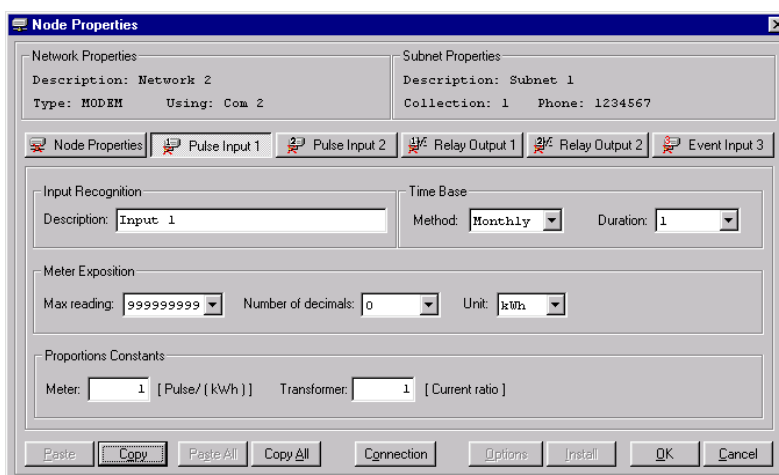 Node Properties
Network Properties
Description: Network 2
Type: MODEM Using: Com 2
Subnet Properties
Description: Subnet 1
Collection: 1 Phone: 1234567
Node Properties Pulse Input 1 Pulse Input 2 Relay Output 1 Relay Output 2 Event Input 3
Input Recognition
Description: Input 1
Time Base
Method: Monthly Duration: 1
Meter Exposition
Max reading: 999999999 Number of decimals: 0 Unit: kWh
Proportions Constants
Meter: 1 [ Pulse/ ( kWh ) ] Transformer: 1 [ Current ratio ]
Paste Copy Paste All Copy All Connection Options Install OK Cancel